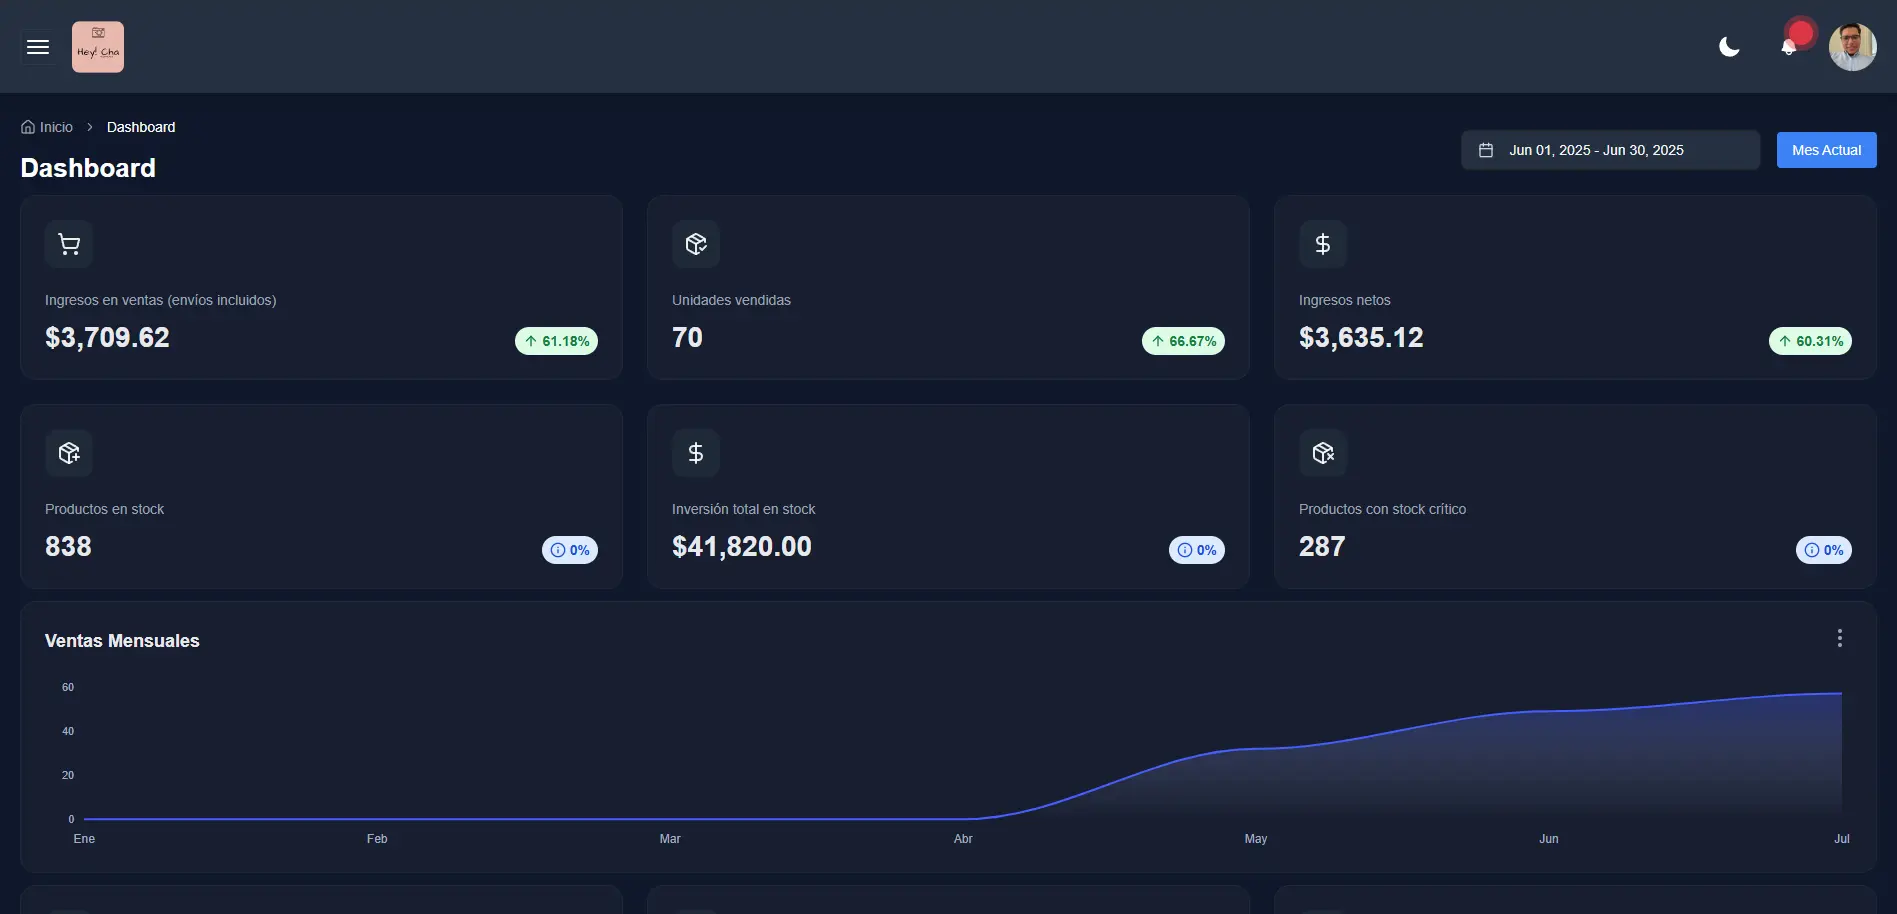 Hey! Cha
Inicio > Dashboard
Dashboard
Jun 01, 2025 - Jun 30, 2025
Mes Actual
Ingresos en ventas (envíos incluidos)
$3,709.62
61.18%
Unidades vendidas
70
66.67%
Ingresos netos
$3,635.12
60.31%
Productos en stock
838
0%
Inversión total en stock
$41,820.00
0%
Productos con stock crítico
287
0%
Ventas Mensuales
60
40
20
0
Ene Feb Mar Abr May Jun Jul